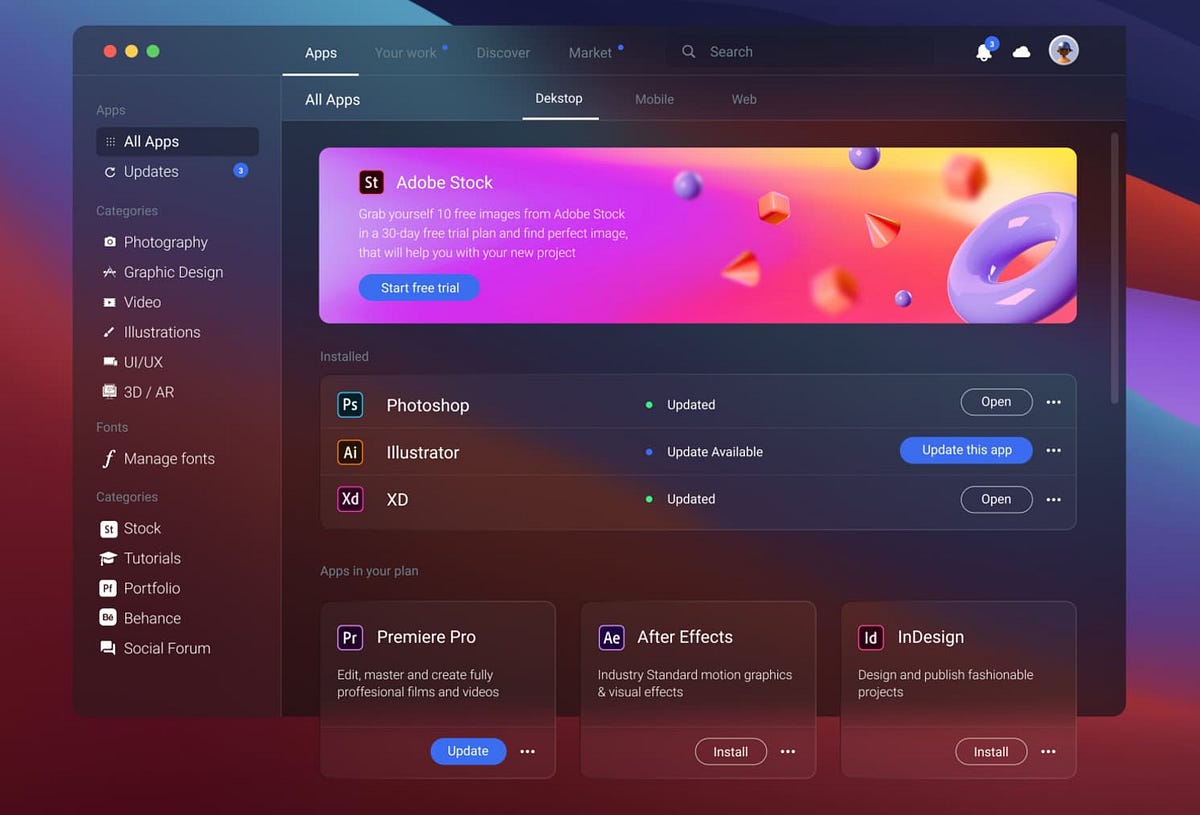 Apps
Your work
Discover
Market
Search
3
Apps
All Apps
Updates
3
Categories
Photography
Graphic Design
Video
Illustrations
UI/UX
3D / AR
Fonts
Manage fonts
Categories
St Stock
Tutorials
Pf Portfolio
Bē Behance
Social Forum
All Apps
Dekstop
Mobile
Web
St Adobe Stock
Grab yourself 10 free images from Adobe Stock
in a 30-day free trial plan and find perfect image,
that will help you with your new project
Start free trial
Installed
Ps Photoshop
Updated
Open
Ai Illustrator
Update Available
Update this app
Xd XD
Updated
Open
Apps in your plan
Pr Premiere Pro
Edit, master and create fully
proffesional films and videos
Update
Ae After Effects
Industry Standard motion graphics
& visual effects
Install
Id InDesign
Design and publish fashionable
projects
Install